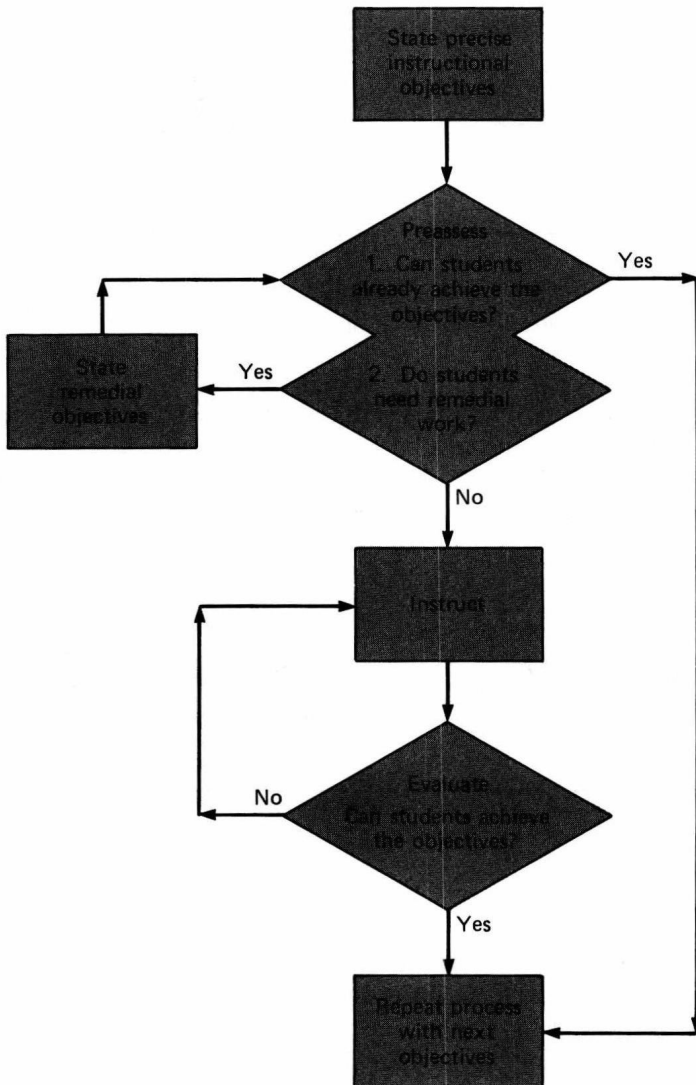 State precise
instructional
objectives
Preassess
1. Can students
already achieve the
objectives?
Yes
State
remedial
objectives
Yes
2. Do students
need remedial
work?
No
Instruct
Evaluate
No
Can students achieve
the objectives?
Yes
Repeat process
with next
objectives